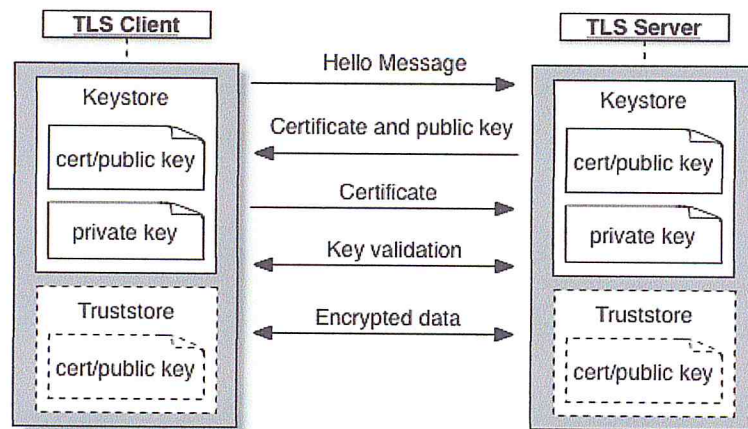 TLS Client
TLS Server
Keystore
cert/public key
private key
Truststore
cert/public key
Hello Message
Certificate and public key
Certificate
Key validation
Encrypted data
Keystore
cert/public key
private key
Truststore
cert/public key